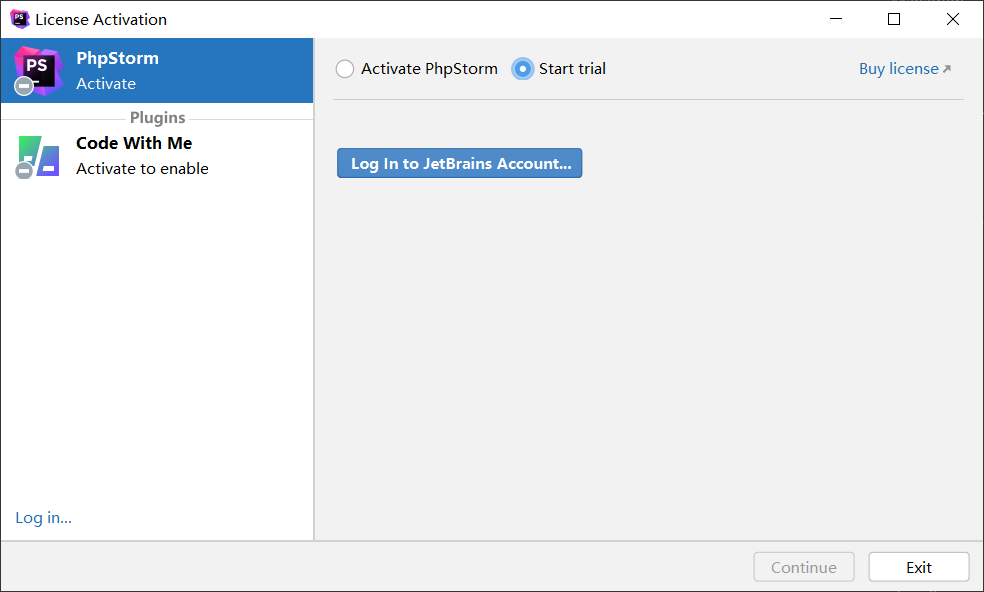 License Activation
PS
PhpStorm
Activate
Plugins
Code With Me
Activate to enable
Log in...
Activate PhpStorm
Start trial
Buy license
Log In to JetBrains Account...
Continue
Exit